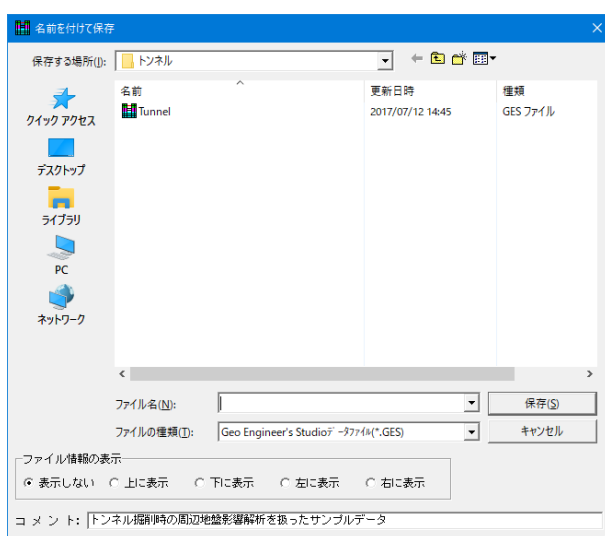 名前を付けて保存
保存する場所(I): トンネル
名前 更新日時 種類
Tunnel 2017/07/12 14:45 GES ファイル
クイック アクセス
デスクトップ
ライブラリ
PC
ネットワーク
ファイル名(N): 保存(S)
ファイルの種類(T): Geo Engineer's Studioデータファイル(*.GES) キャンセル
ファイル情報の表示
表示しない 上に表示 下に表示 左に表示 右に表示
コメント: トンネル掘削時の周辺地盤影響解析を扱ったサンプルデータ